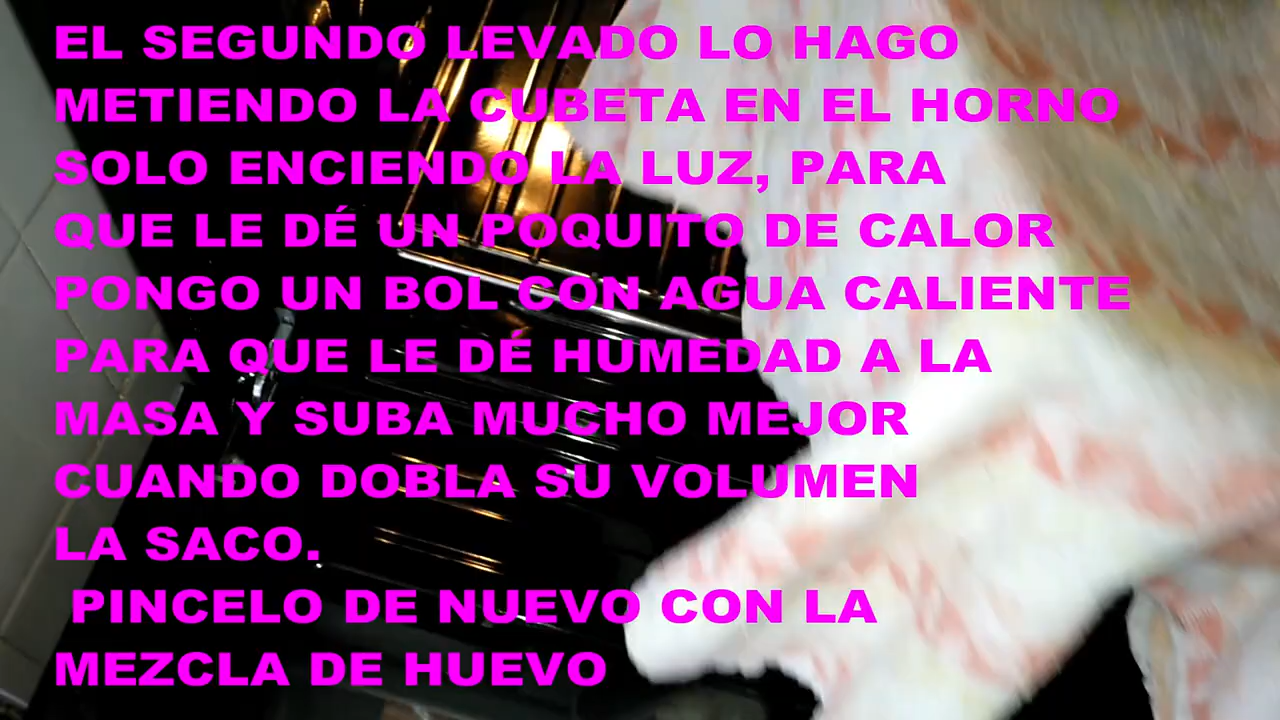 EL SEGUNDO LEVADO LO HAGO
METIENDO LA CUBETA EN EL HORNO
SOLO ENCIENDO LA LUZ, PARA
QUE LE DÉ UN POQUITO DE CALOR
PONGO UN BOL CON AGUA CALIENTE
PARA QUE LE DÉ HUMEDAD A LA
MASA Y SUBA MUCHO MEJOR
CUANDO DOBLA SU VOLUMEN
LA SACO.
PINCELO DE NUEVO CON LA
MEZCLA DE HUEVO